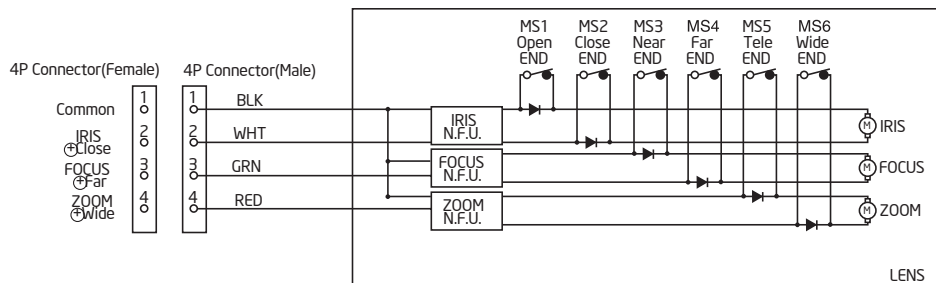 MS1 Open END
MS2 Close END
MS3 Near END
MS4 Far END
MS5 Tele END
MS6 Wide END
4P Connector(Female)
4P Connector(Male)
Common
IRIS
⊕Close
FOCUS
⊕Far
ZOOM
⊕Wide
1
2
3
4
1
2
3
4
BLK
WHT
GRN
RED
IRIS
N.F.U.
FOCUS
N.F.U.
ZOOM
N.F.U.
M IRIS
M FOCUS
M ZOOM
LENS